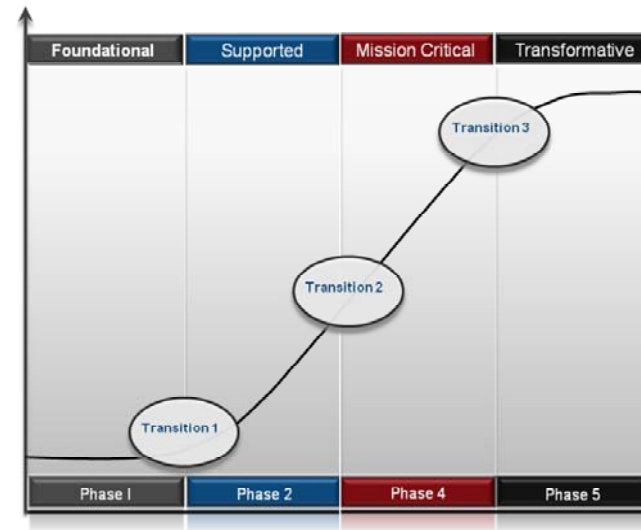 Foundational
Supported
Mission Critical
Transformative
Transition 3
Transition 2
Transition 1
Phase I
Phase 2
Phase 4
Phase 5